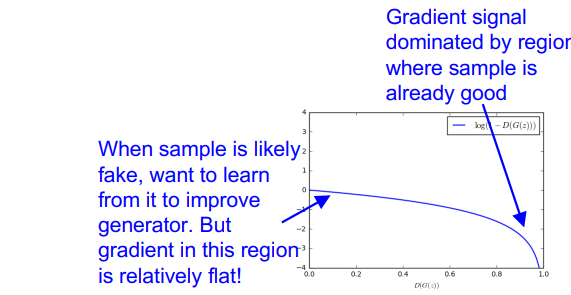 Gradient signal
dominated by region
where sample is
already good
When sample is likely
fake, want to learn
from it to improve
generator. But
gradient in this region
is relatively flat!
4
3
2
1
0
−1
−2
−3
−4
log(1 − D(G(z)))
0.0 0.2 0.4 0.6 0.8 1.0
D(G(z))